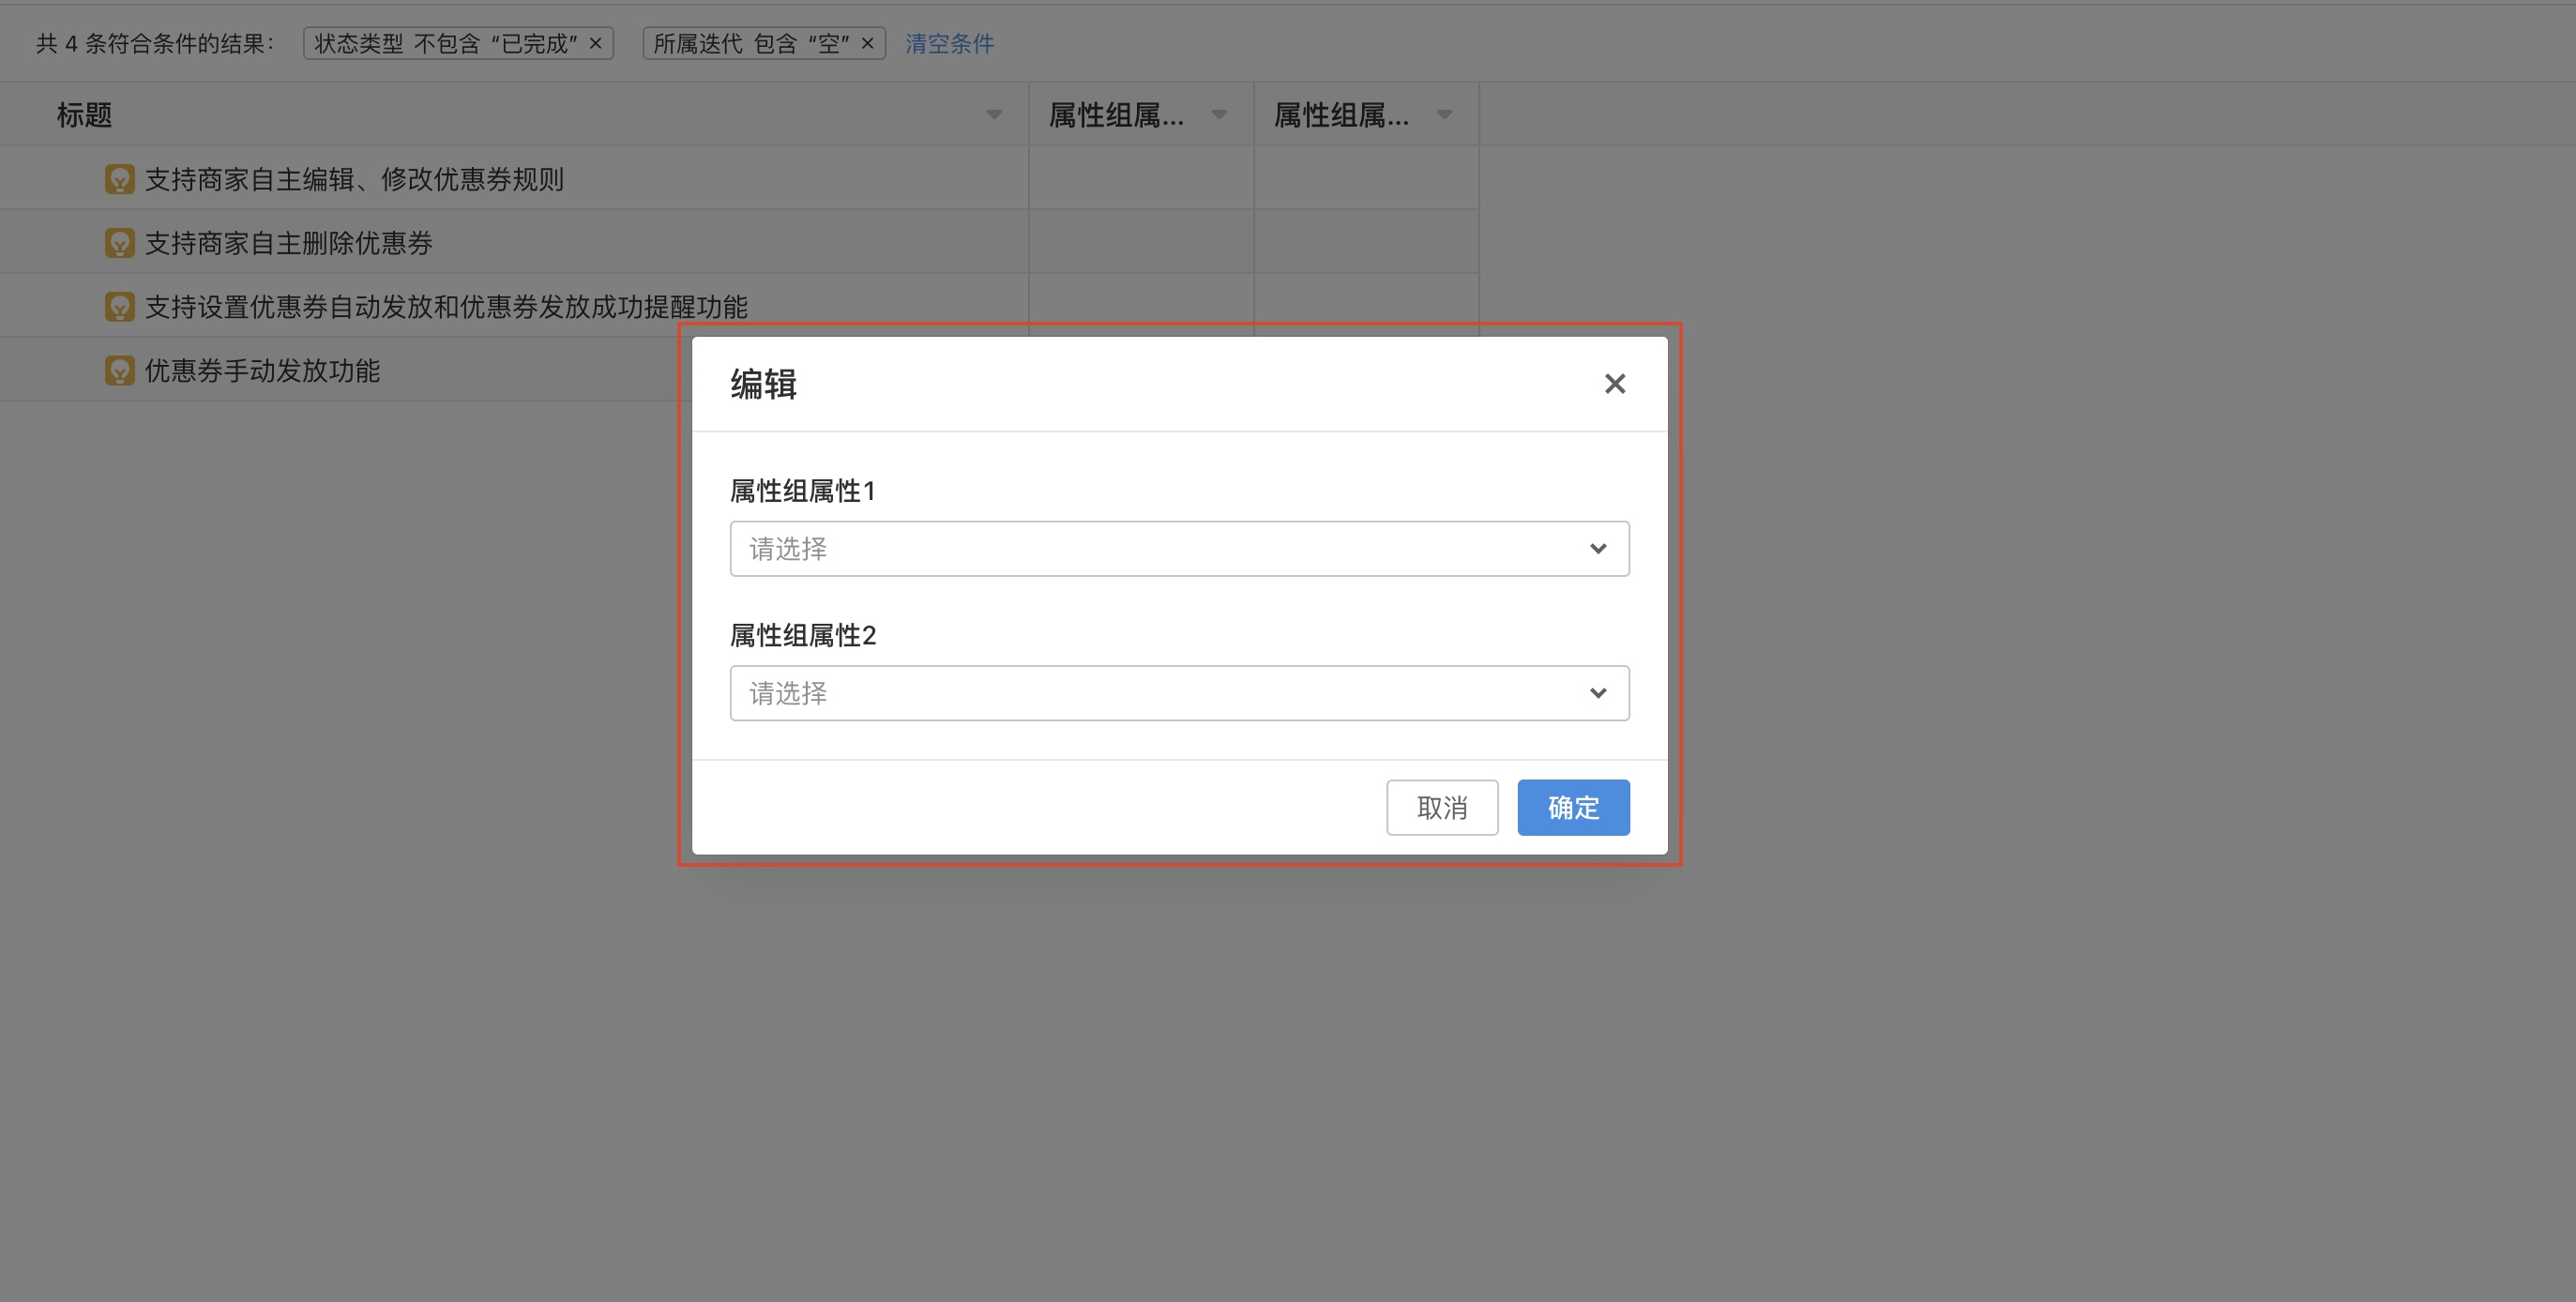 共 4 条符合条件的结果： 状态类型 不包含 “已完成” × 所属迭代 包含 “空” × 清空条件
标题 属性组属... 属性组属...
支持商家自主编辑、修改优惠券规则
支持商家自主删除优惠券
支持设置优惠券自动发放和优惠券发放成功提醒功能
优惠券手动发放功能
编辑
属性组属性1
请选择
属性组属性2
请选择
取消 确定